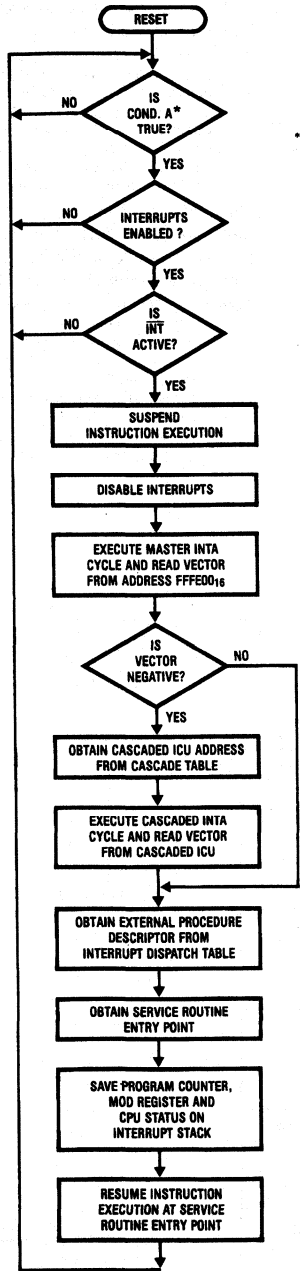 RESET
IS
COND. A*
TRUE?
NO
*
YES
NO
INTERRUPTS
ENABLED ?
YES
IS
INT
ACTIVE?
NO
YES
SUSPEND
INSTRUCTION EXECUTION
DISABLE INTERRUPTS
EXECUTE MASTER INTA
CYCLE AND READ VECTOR
FROM ADDRESS FFFE00₁₆
IS
VECTOR
NEGATIVE?
NO
YES
OBTAIN CASCADED ICU ADDRESS
FROM CASCADE TABLE
EXECUTE CASCADED INTA
CYCLE AND READ VECTOR
FROM CASCADED ICU
OBTAIN EXTERNAL PROCEDURE
DESCRIPTOR FROM
INTERRUPT DISPATCH TABLE
OBTAIN SERVICE ROUTINE
ENTRY POINT
SAVE PROGRAM COUNTER,
MOD REGISTER AND
CPU STATUS ON
INTERRUPT STACK
RESUME INSTRUCTION
EXECUTION AT SERVICE
ROUTINE ENTRY POINT